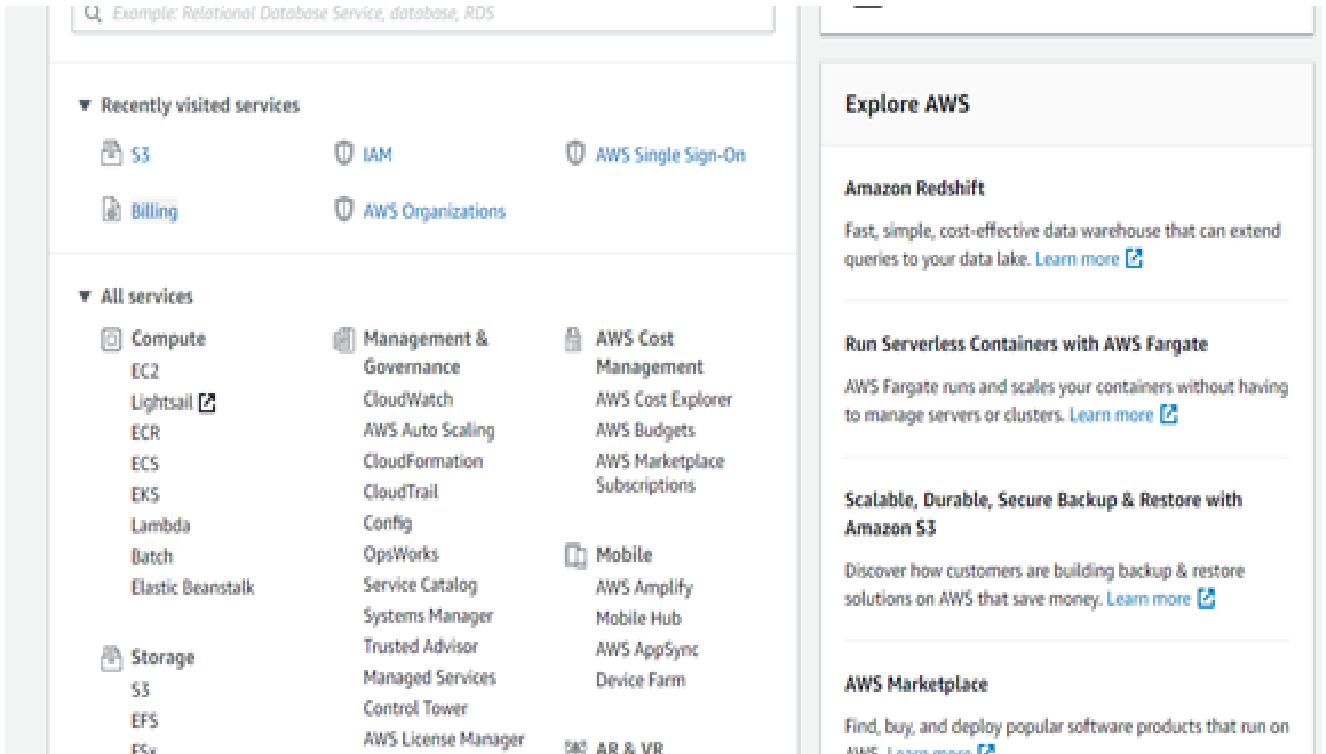 Example: Relational Database Service, database, RDS
Recently visited services
S3
IAM
AWS Single Sign-On
Billing
AWS Organizations
All services
Compute
EC2
Lightsail
ECR
ECS
EKS
Lambda
Batch
Elastic Beanstalk
Storage
S3
EFS
FSx
Management &
Governance
CloudWatch
AWS Auto Scaling
CloudFormation
CloudTrail
Config
OpsWorks
Service Catalog
Systems Manager
Trusted Advisor
Managed Services
Control Tower
AWS License Manager
AWS Cost
Management
AWS Cost Explorer
AWS Budgets
AWS Marketplace
Subscriptions
Mobile
AWS Amplify
Mobile Hub
AWS AppSync
Device Farm
AR & VR
Explore AWS
Amazon Redshift
Fast, simple, cost-effective data warehouse that can extend
queries to your data lake. Learn more
Run Serverless Containers with AWS Fargate
AWS Fargate runs and scales your containers without having
to manage servers or clusters. Learn more
Scalable, Durable, Secure Backup & Restore with
Amazon S3
Discover how customers are building backup & restore
solutions on AWS that save money. Learn more
AWS Marketplace
Find, buy, and deploy popular software products that run on
AWS. Learn more